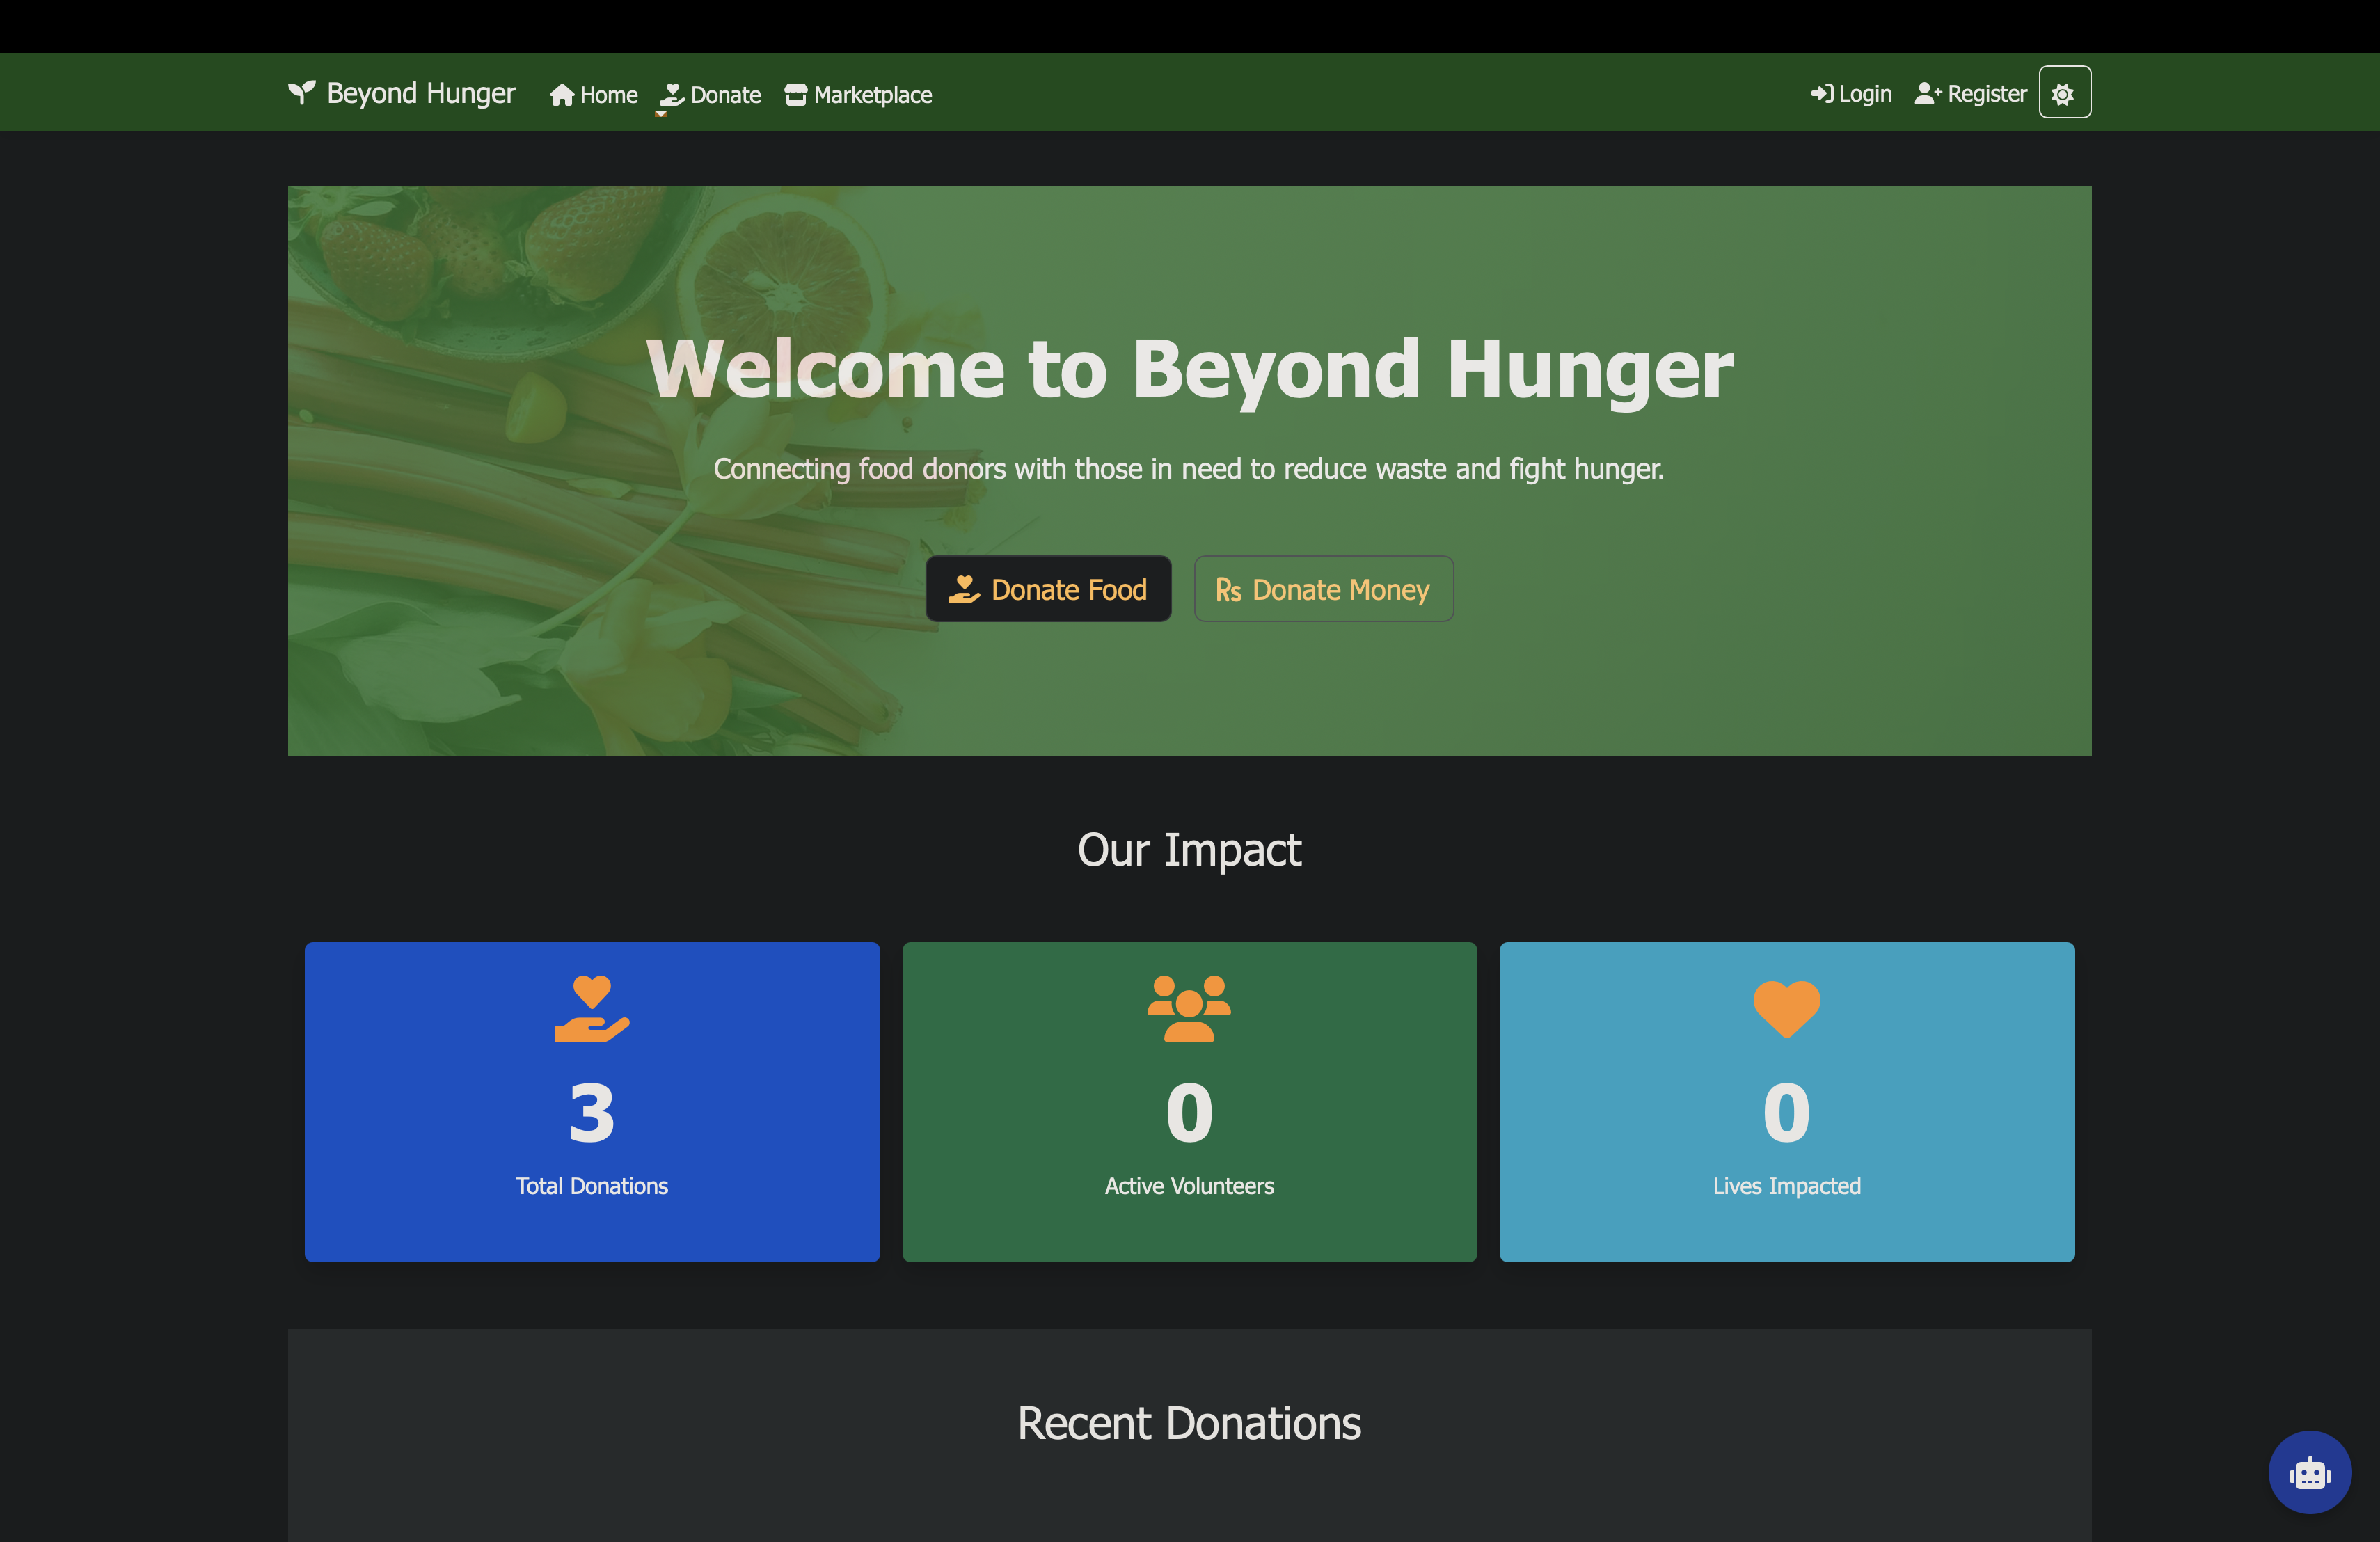 Beyond Hunger Home Donate Marketplace Login Register
Welcome to Beyond Hunger
Connecting food donors with those in need to reduce waste and fight hunger.
Donate Food Rs Donate Money
Our Impact
3 0 0
Total Donations Active Volunteers Lives Impacted
Recent Donations